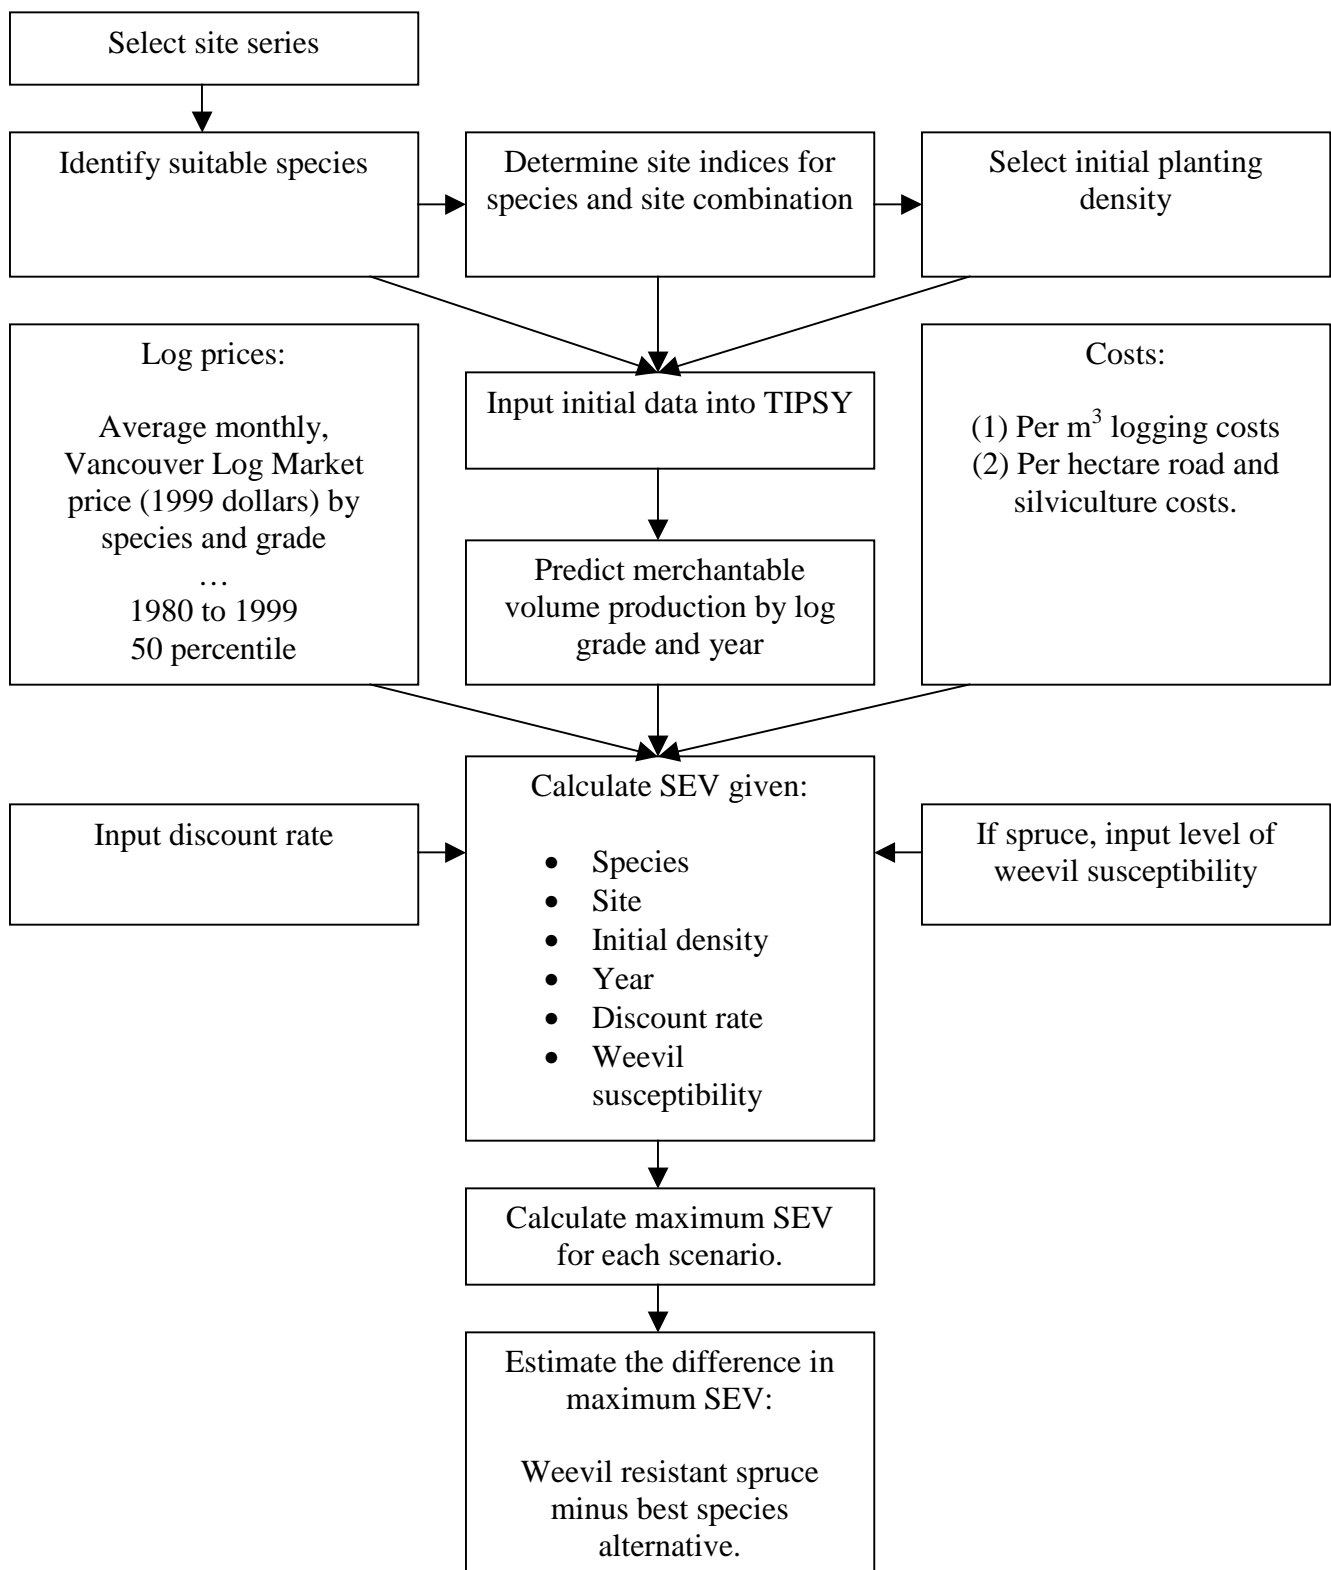 Select site series
Identify suitable species
Determine site indices for
species and site combination
Select initial planting
density
Log prices:
Average monthly,
Vancouver Log Market
price (1999 dollars) by
species and grade
…
1980 to 1999
50 percentile
Input initial data into TIPSY
Costs:
(1) Per m³ logging costs
(2) Per hectare road and
silviculture costs.
Predict merchantable
volume production by log
grade and year
Input discount rate
Calculate SEV given:
• Species
• Site
• Initial density
• Year
• Discount rate
• Weevil
susceptibility
If spruce, input level of
weevil susceptibility
Calculate maximum SEV
for each scenario.
Estimate the difference in
maximum SEV:
Weevil resistant spruce
minus best species
alternative.